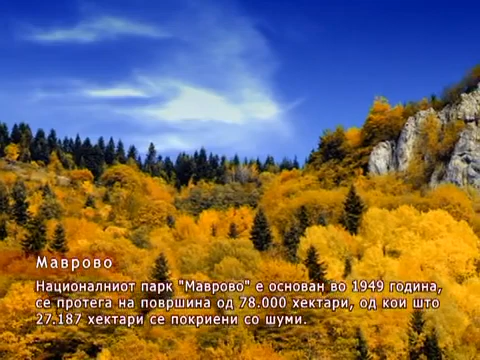 Маврово
Националниот парк "Маврово" е основан во 1949 година,
се протега на површина од 78.000 хектари, од кои што
27.187 хектари се покриени со шуми.